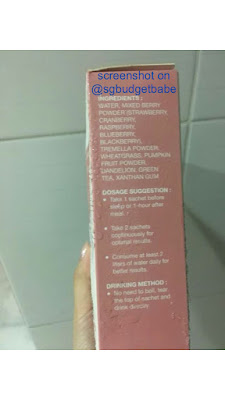 screenshot on
@sgbudgetbabe
INGREDIENTS :
WATER, MIXED BERRY
POWDER (STRAWBERRY,
CRANBERRY,
RASPBERRY,
BLUEBERRY,
BLACKBERRY),
TREVELLA POWDER,
WHEATGRASS, PUMPKIN
FRUIT POWDER,
DANDELION, GREEN
TEA, XANTHAN GUM
DOSAGE SUGGESTION :
• Take 1 sachet before
sleep or 1 hour after
meal.
• Take 2 sachets
continuously for
optimal results.
• Consume at least 2
liters of water daily for
better results.
DRINKING METHOD :
• No need to boil, tear
the top of sachet and
drink directly